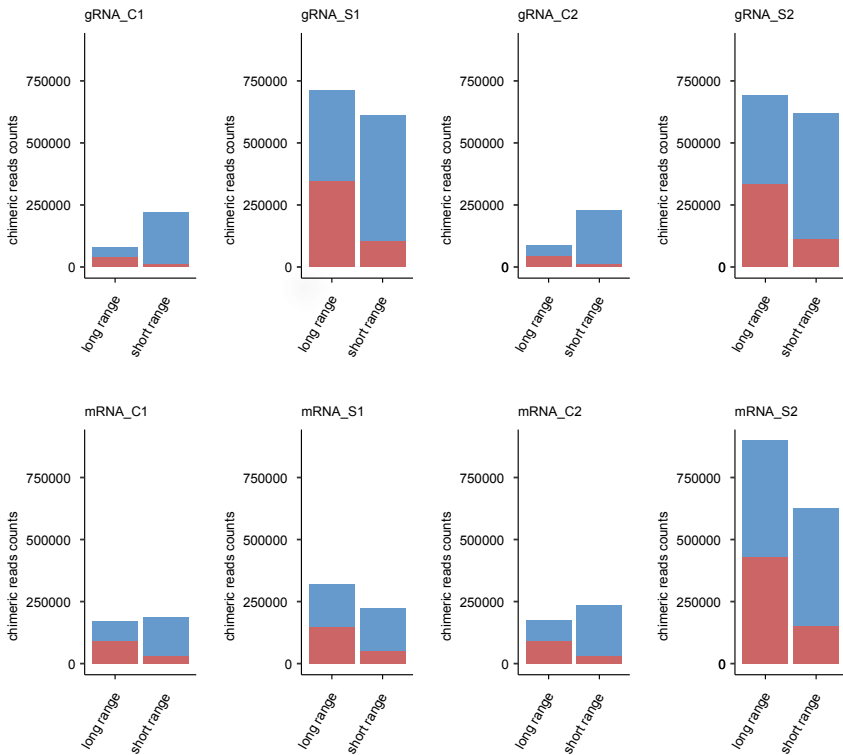 gRNA_C1
gRNA_S1
gRNA_C2
gRNA_S2
chimeric reads counts
750000
500000
250000
0
long range
short range
chimeric reads counts
750000
500000
250000
0
long range
short range
chimeric reads counts
750000
500000
250000
0
long range
short range
chimeric reads counts
750000
500000
250000
0
long range
short range
mRNA_C1
mRNA_S1
mRNA_C2
mRNA_S2
chimeric reads counts
750000
500000
250000
0
long range
short range
chimeric reads counts
750000
500000
250000
0
long range
short range
chimeric reads counts
750000
500000
250000
0
long range
short range
chimeric reads counts
750000
500000
250000
0
long range
short range